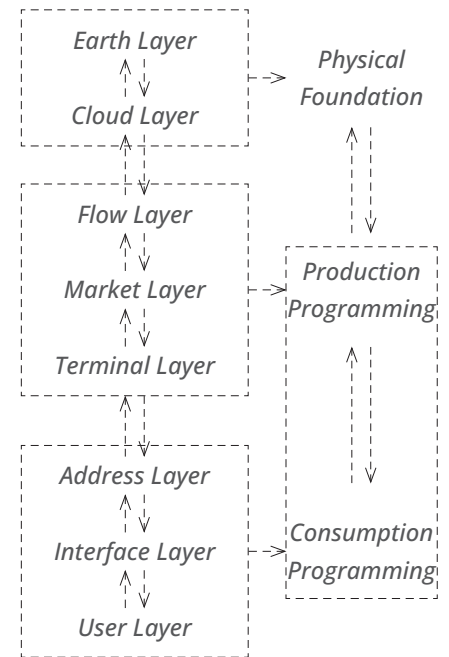 Earth Layer
Cloud Layer
Physical
Foundation
Flow Layer
Market Layer
Terminal Layer
Production
Programming
Address Layer
Interface Layer
User Layer
Consumption
Programming